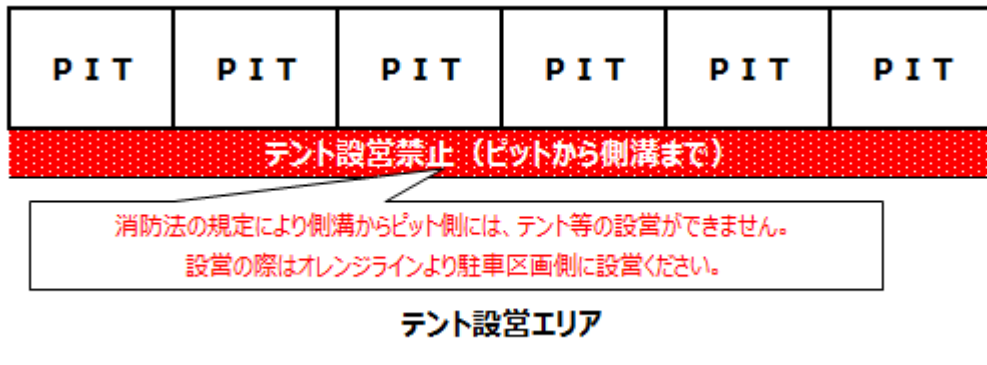 ＰＩＴ ＰＩＴ ＰＩＴ ＰＩＴ ＰＩＴ ＰＩＴ
テント設営禁止（ピットから側溝まで）
消防法の規定により側溝からピット側には、テント等の設営ができません。
設営の際はオレンジラインより駐車区画側に設営ください。
テント設営エリア